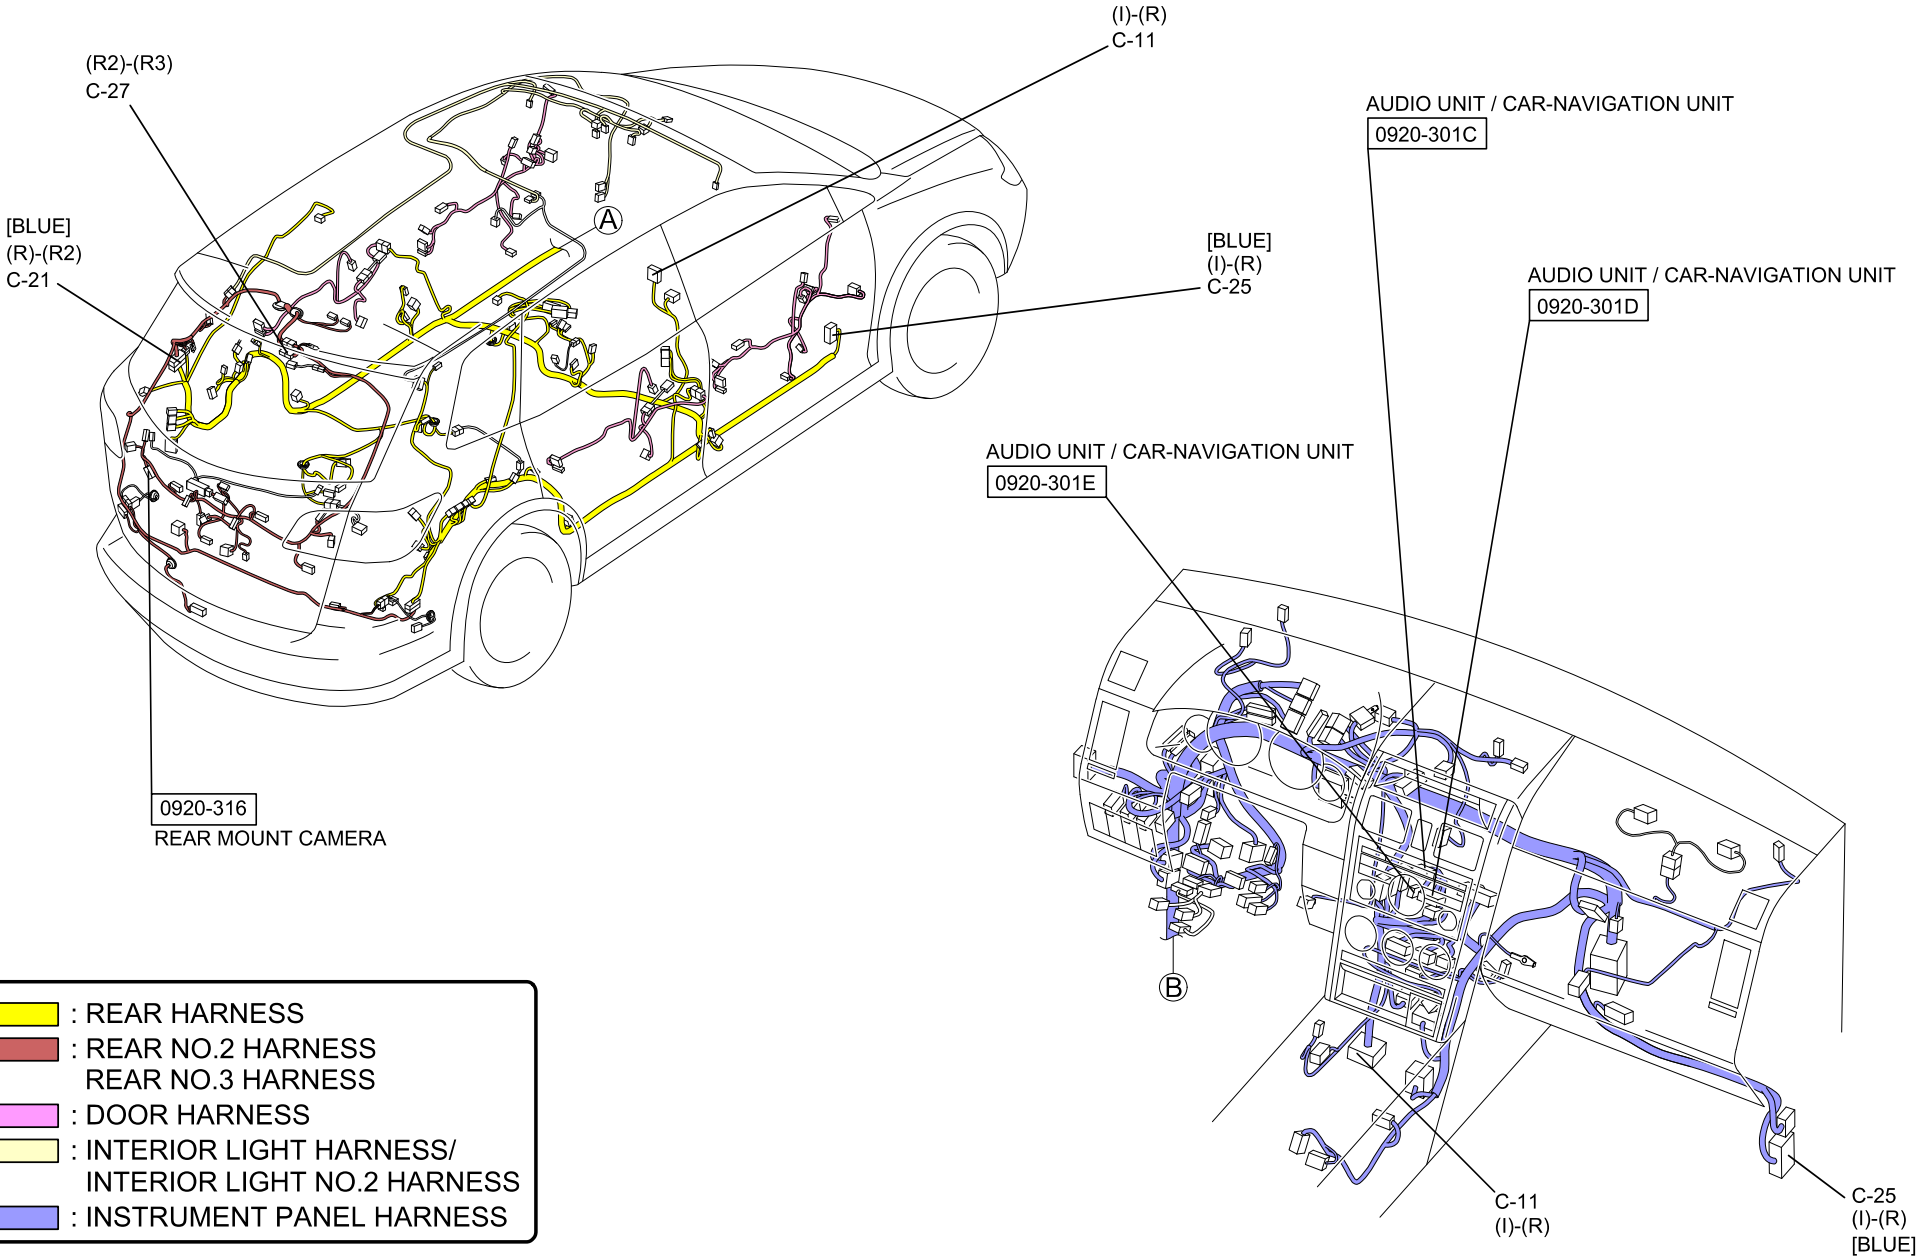 (I)-(R)
C-11
(R2)-(R3)
C-27
AUDIO UNIT / CAR-NAVIGATION UNIT
0920-301C
A
[BLUE]
(R)-(R2)
C-21
[BLUE]
(I)-(R)
C-25
AUDIO UNIT / CAR-NAVIGATION UNIT
0920-301D
AUDIO UNIT / CAR-NAVIGATION UNIT
0920-301E
0920-316
REAR MOUNT CAMERA
B
: REAR HARNESS
: REAR NO.2 HARNESS
REAR NO.3 HARNESS
: DOOR HARNESS
: INTERIOR LIGHT HARNESS/
INTERIOR LIGHT NO.2 HARNESS
: INSTRUMENT PANEL HARNESS
C-11
(I)-(R)
C-25
(I)-(R)
[BLUE]